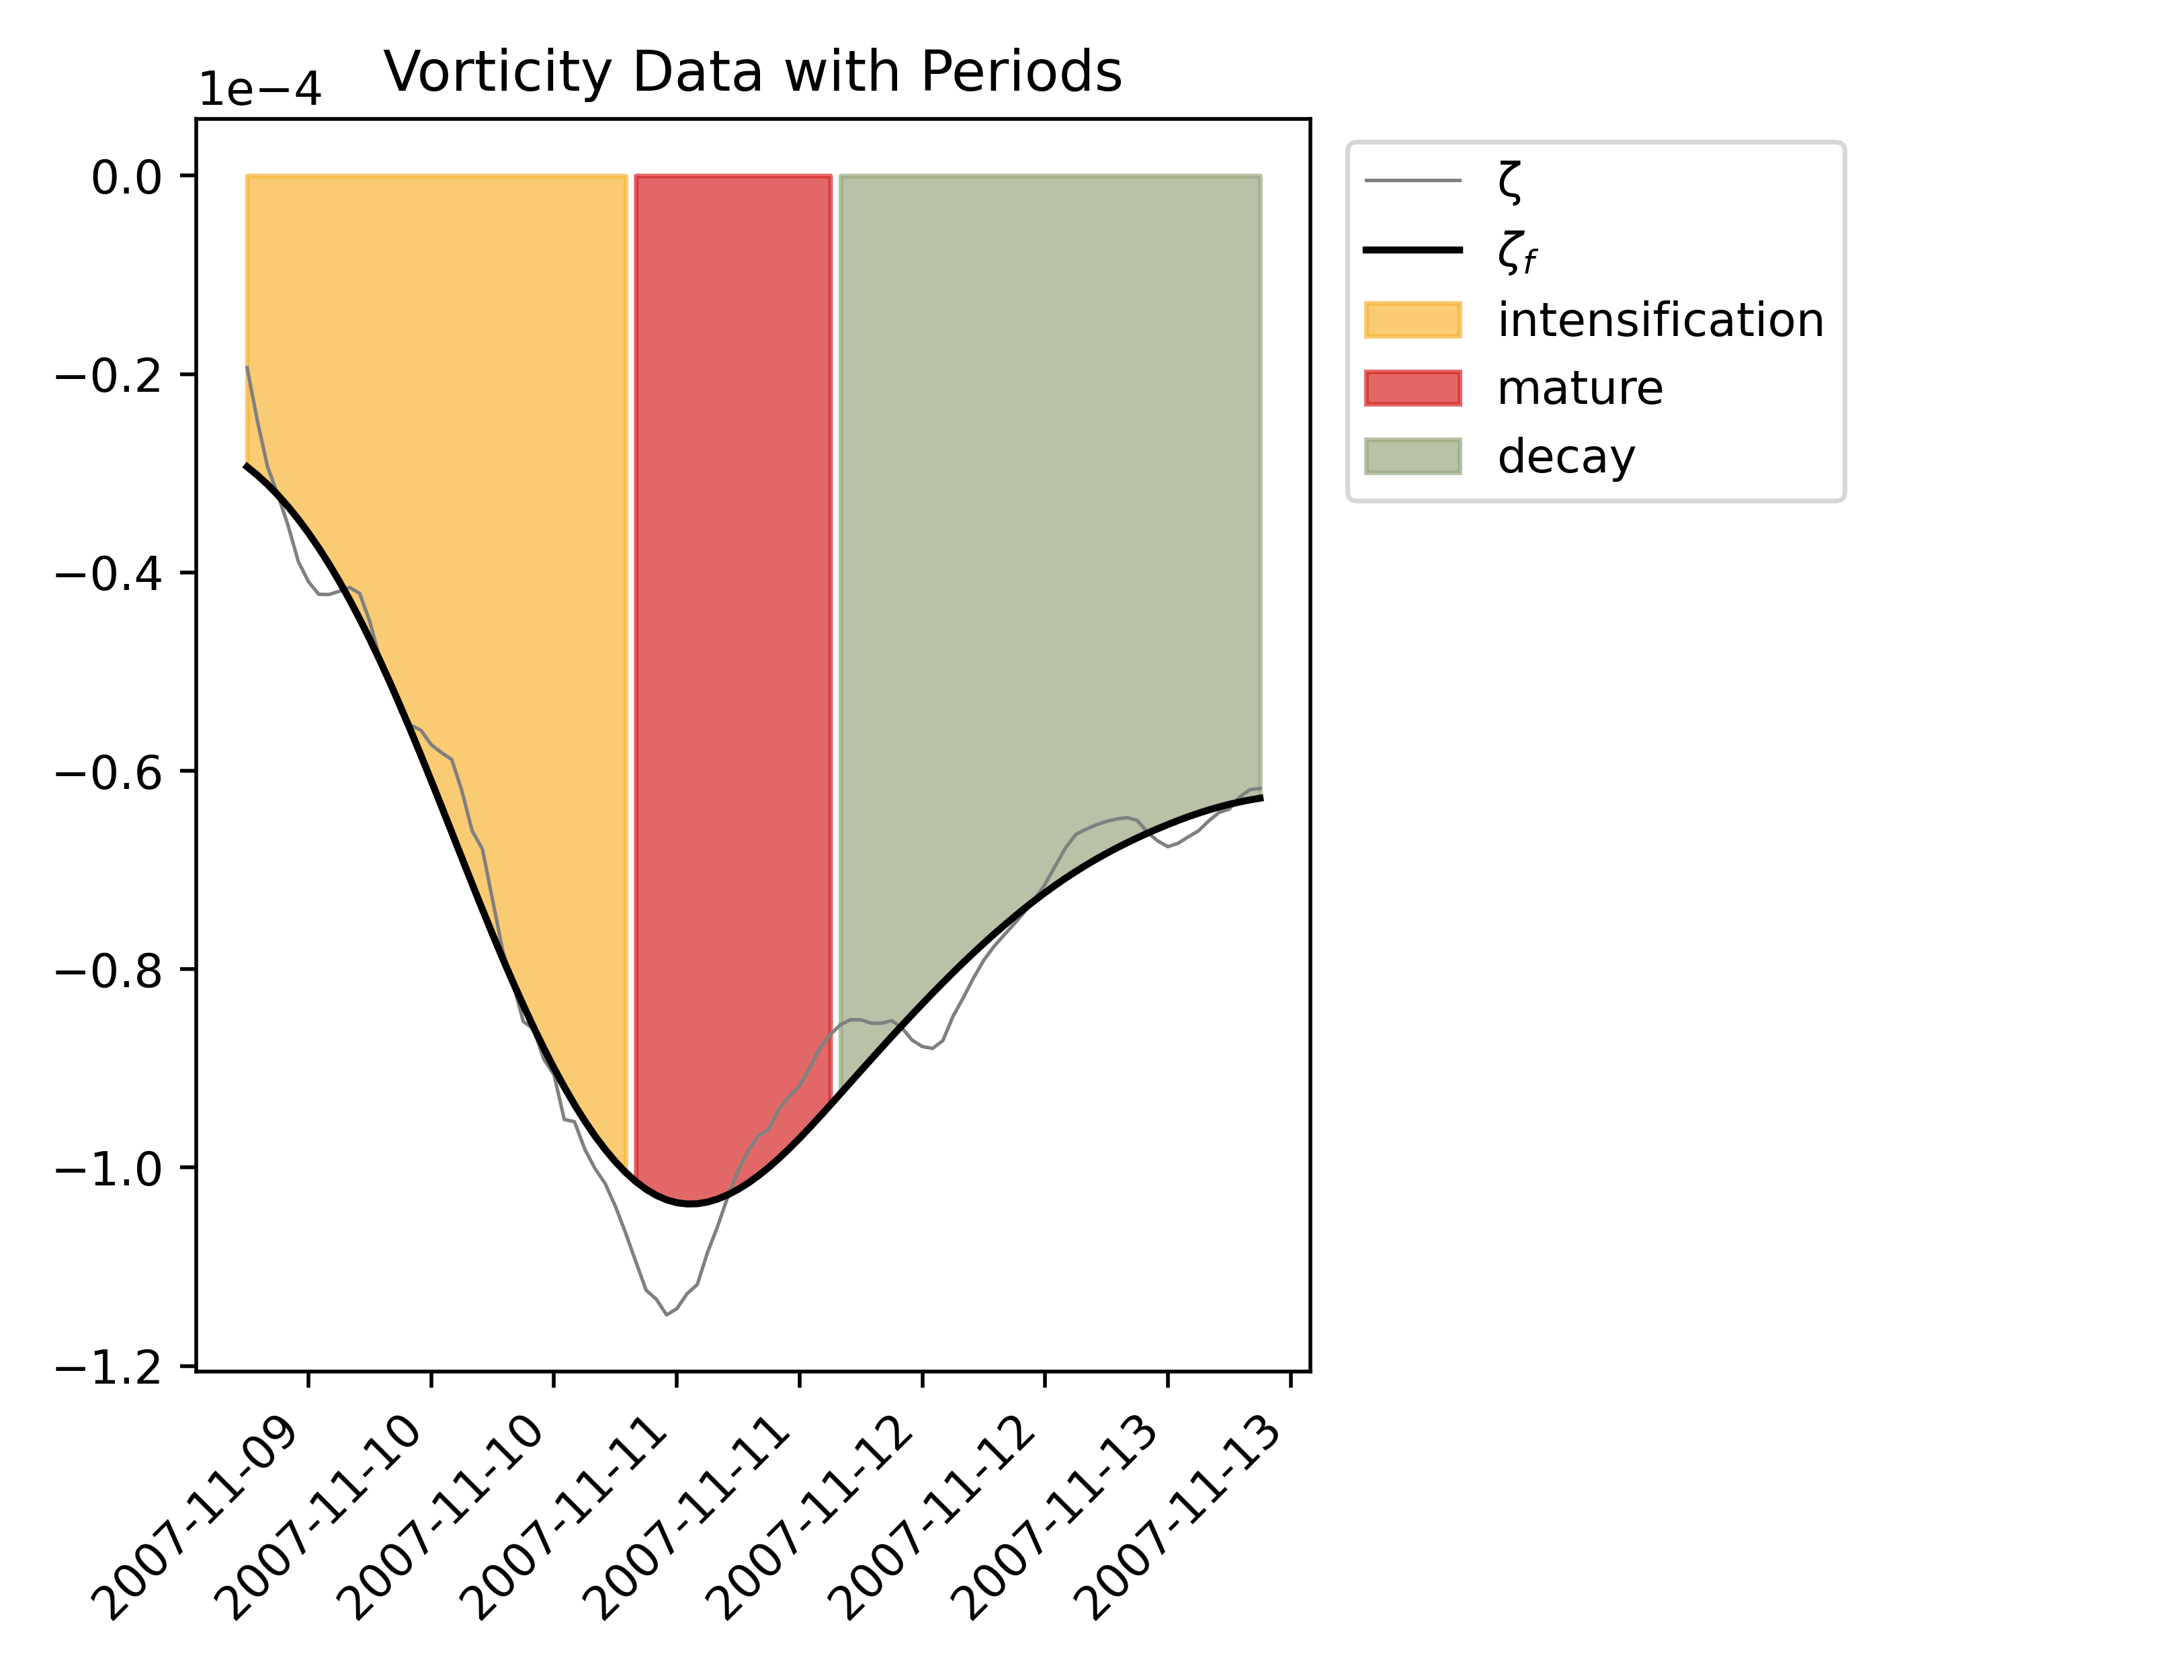 Vorticity Data with Periods
1e−4
0.0
−0.2
−0.4
−0.6
−0.8
−1.0
−1.2
2007-11-09
2007-11-10
2007-11-10
2007-11-11
2007-11-11
2007-11-12
2007-11-12
2007-11-13
2007-11-13
ζ
ζf
intensification
mature
decay